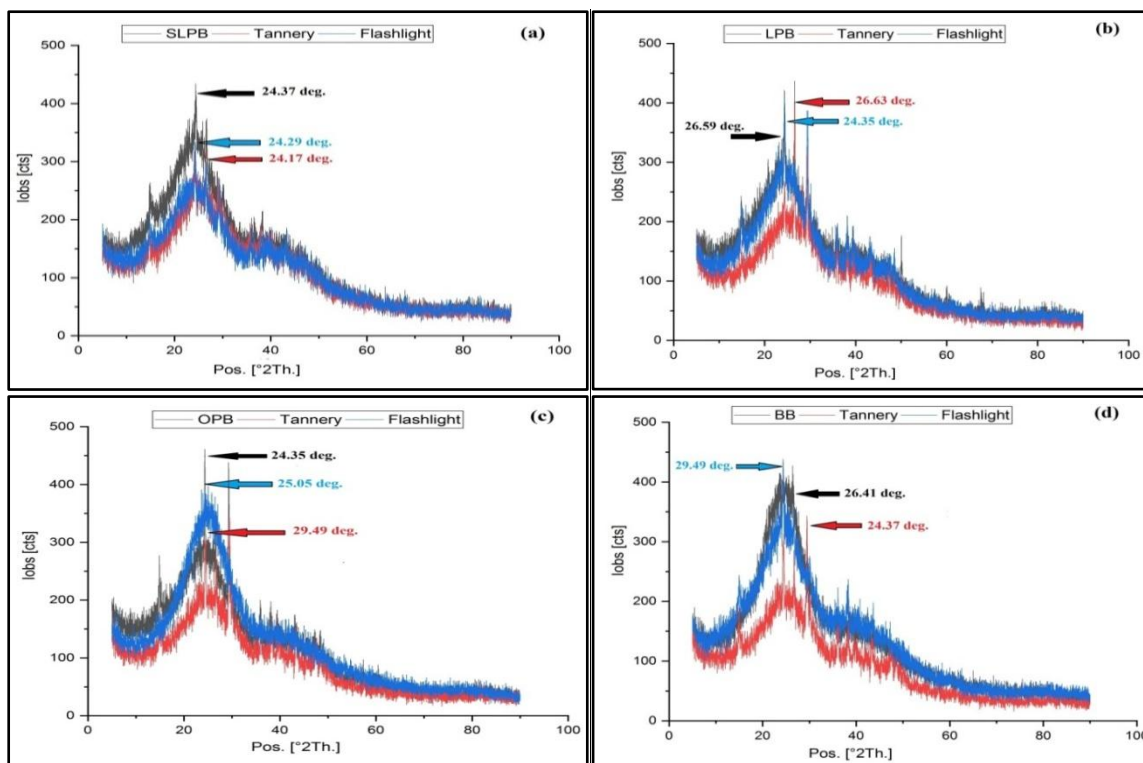 SLPB Tannery Flashlight (a)
500
400
300
200
100
0
24.37 deg.
24.29 deg.
24.17 deg.
Iobs [cts]
0 20 40 60 80 100
Pos. [°2Th.]
LPB Tannery Flashlight (b)
500
400
300
200
100
0
26.63 deg.
24.35 deg.
26.59 deg.
Iobs [cts]
0 20 40 60 80 100
Pos. [°2Th.]
OPB Tannery Flashlight (c)
500
400
300
200
100
0
24.35 deg.
25.05 deg.
29.49 deg.
Iobs [cts]
0 20 40 60 80 100
Pos. [°2Th.]
BB Tannery Flashlight (d)
500
400
300
200
100
0
29.49 deg.
26.41 deg.
24.37 deg.
Iobs [cts]
0 20 40 60 80 100
Pos. [°2Th.]